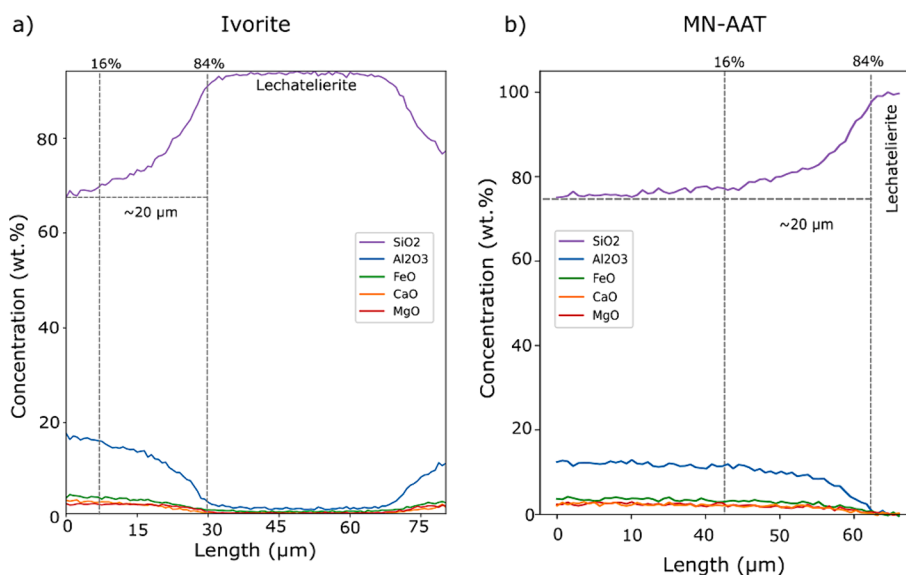 a)
Ivorite
16%
84%
Lechatelierite
80
60
40
20
0
~20 µm
SiO2
Al2O3
FeO
CaO
MgO
Concentration (wt.%)
0
15
30
45
60
75
Length (µm)
b)
MN-AAT
16%
84%
100
80
60
40
20
0
~20 µm
Lechatelierite
SiO2
Al2O3
FeO
CaO
MgO
Concentration (wt.%)
0
10
20
30
40
50
60
Length (µm)